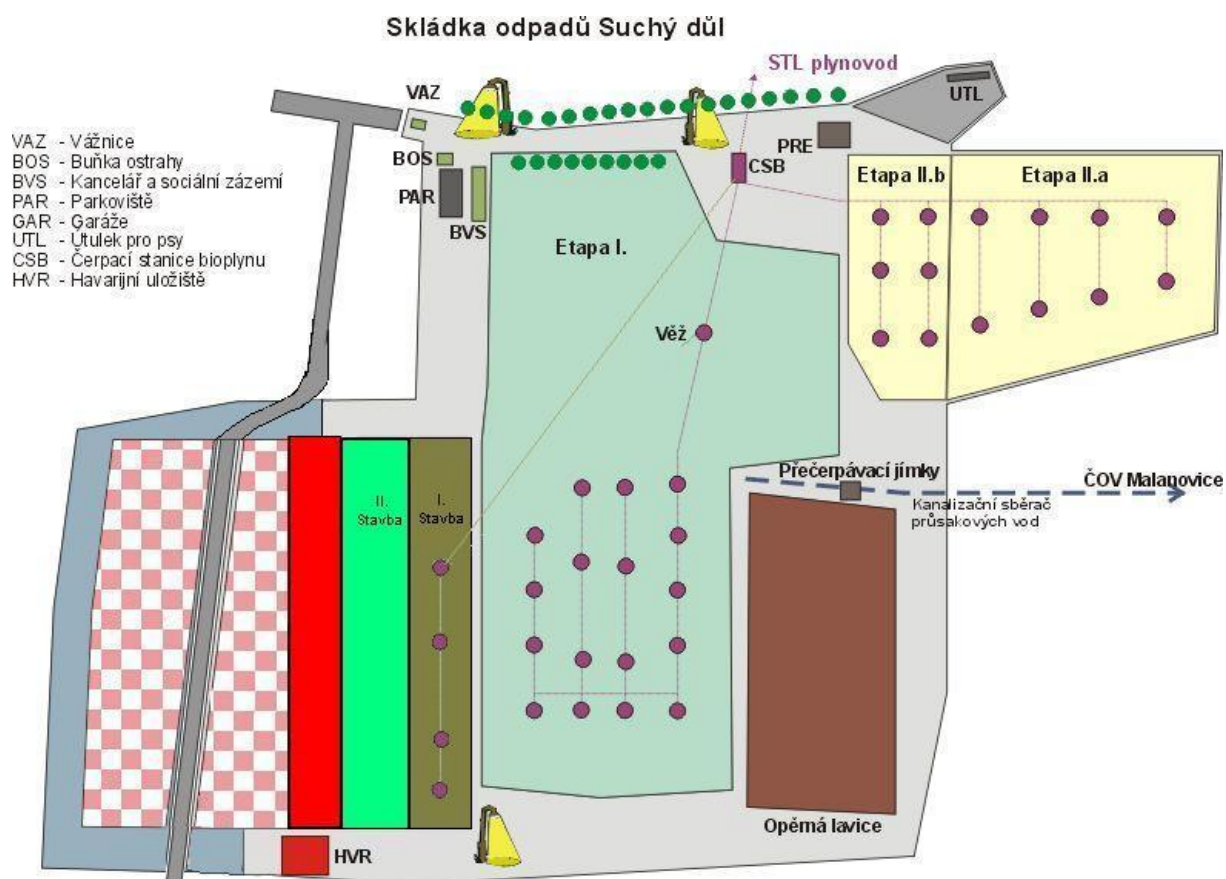 Skládka odpadů Suchý důl
STL plynovod
VAZ
UTL
VAZ - Vážnice
BOS - Buňka ostrahy
BVS - Kancelář a sociální zázemí
PAR - Parkoviště
GAR - Garáže
UTL - Útulek pro psy
CSB - Čerpací stanice bioplynu
HVR - Havarijní uložiště
BOS
PAR
BVS
PRE
CSB
Etapa II.b
Etapa II.a
Etapa I.
Věž
Přečerpávací jímky
ČOV Malanovice
Kanalizační sběrač
průsakových vod
II.
Stavba
I.
Stavba
Opěrná lavice
HVR